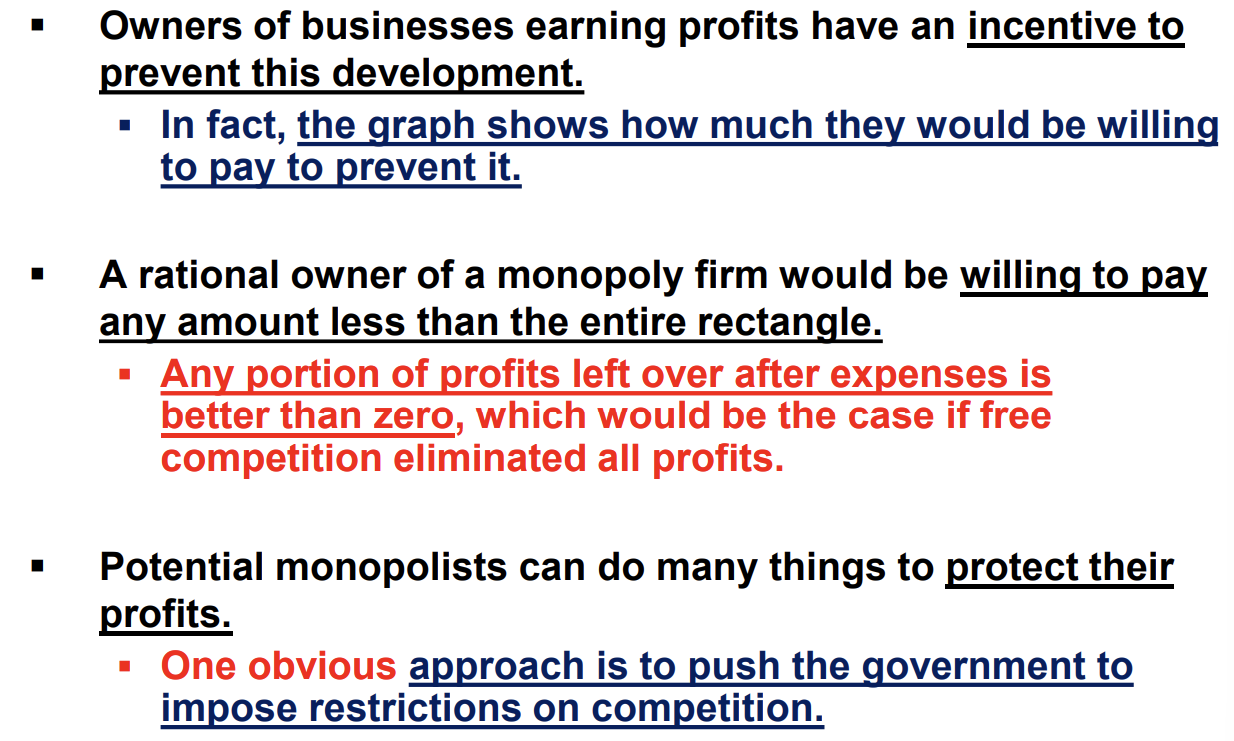 ▪ Owners of businesses earning profits have an incentive to
prevent this development.
▪ In fact, the graph shows how much they would be willing
to pay to prevent it.
▪ A rational owner of a monopoly firm would be willing to pay
any amount less than the entire rectangle.
▪ Any portion of profits left over after expenses is
better than zero, which would be the case if free
competition eliminated all profits.
▪ Potential monopolists can do many things to protect their
profits.
▪ One obvious approach is to push the government to
impose restrictions on competition.